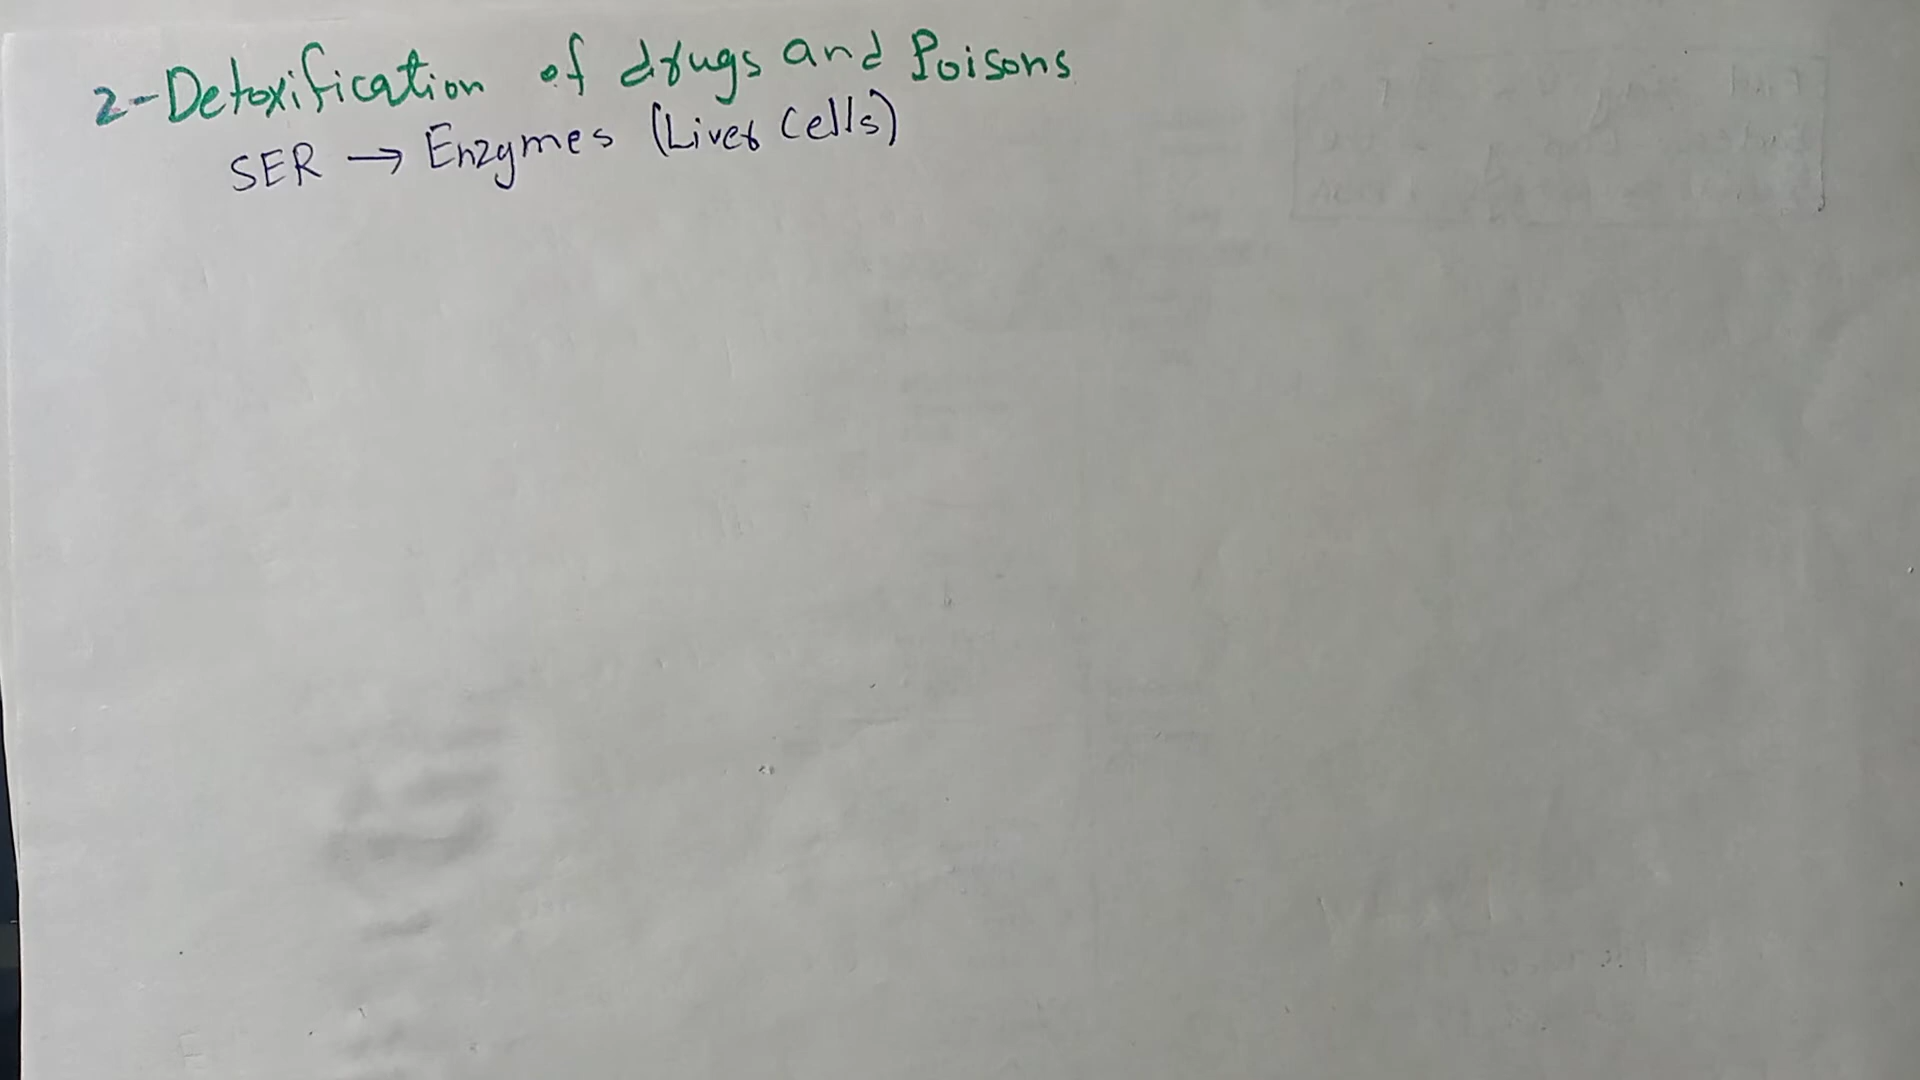 2-Detoxification of drugs and Poisons
SER → Enzymes (Liver Cells)